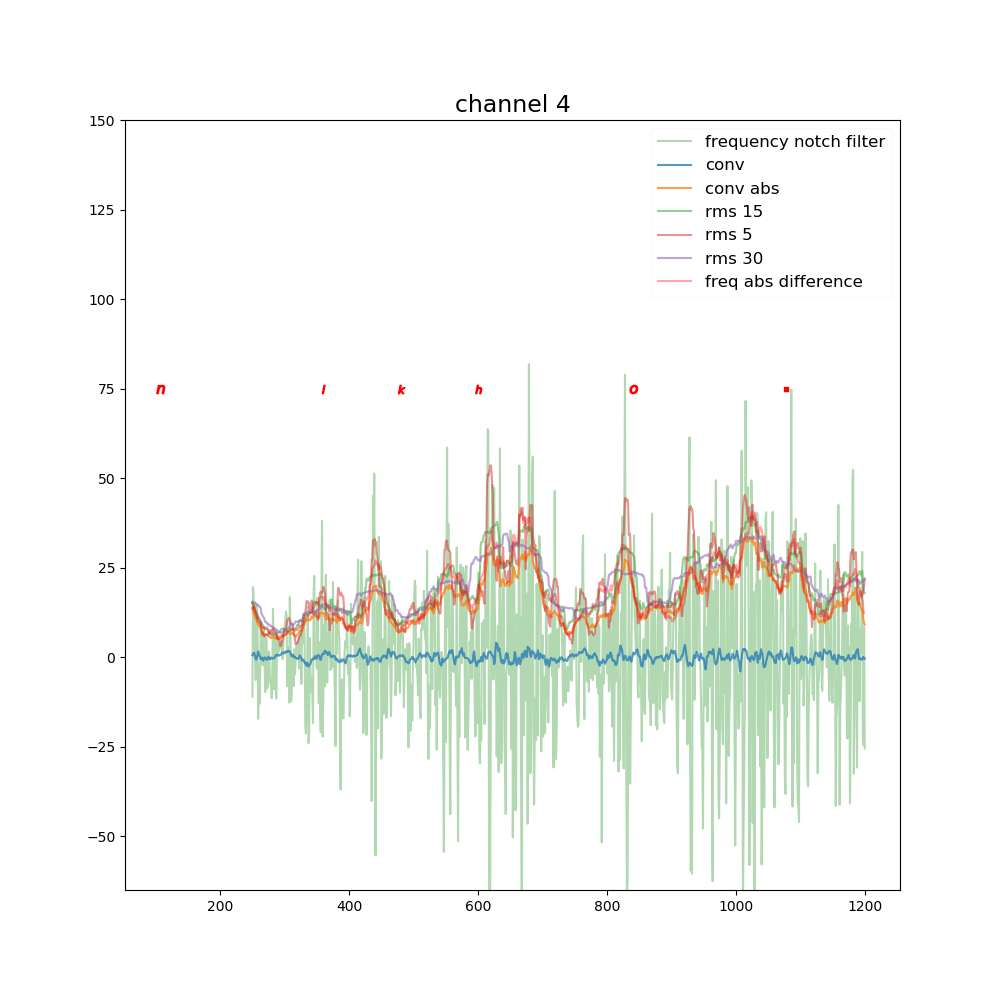 channel 4
150
125
100
75
50
25
0
−25
−50
200 400 600 800 1000 1200
frequency notch filter
conv
conv abs
rms 15
rms 5
rms 30
freq abs difference
n l k h o